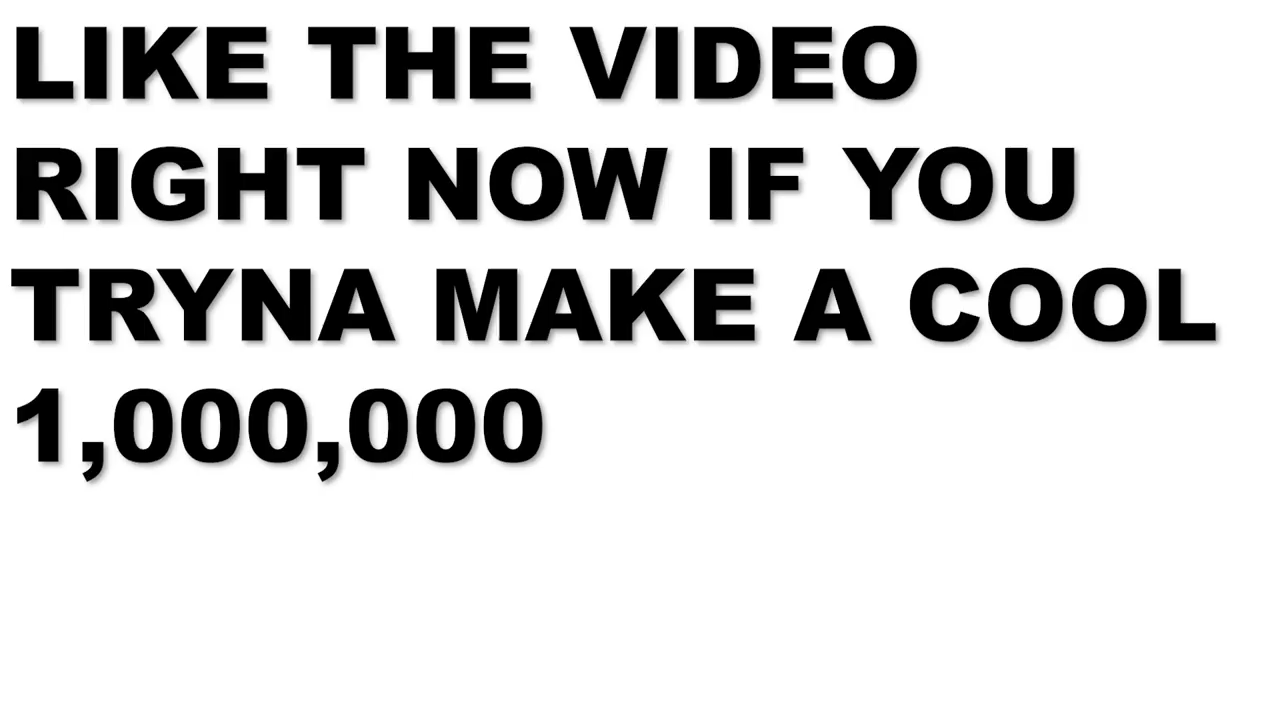 LIKE THE VIDEO
RIGHT NOW IF YOU
TRYNA MAKE A COOL
1,000,000